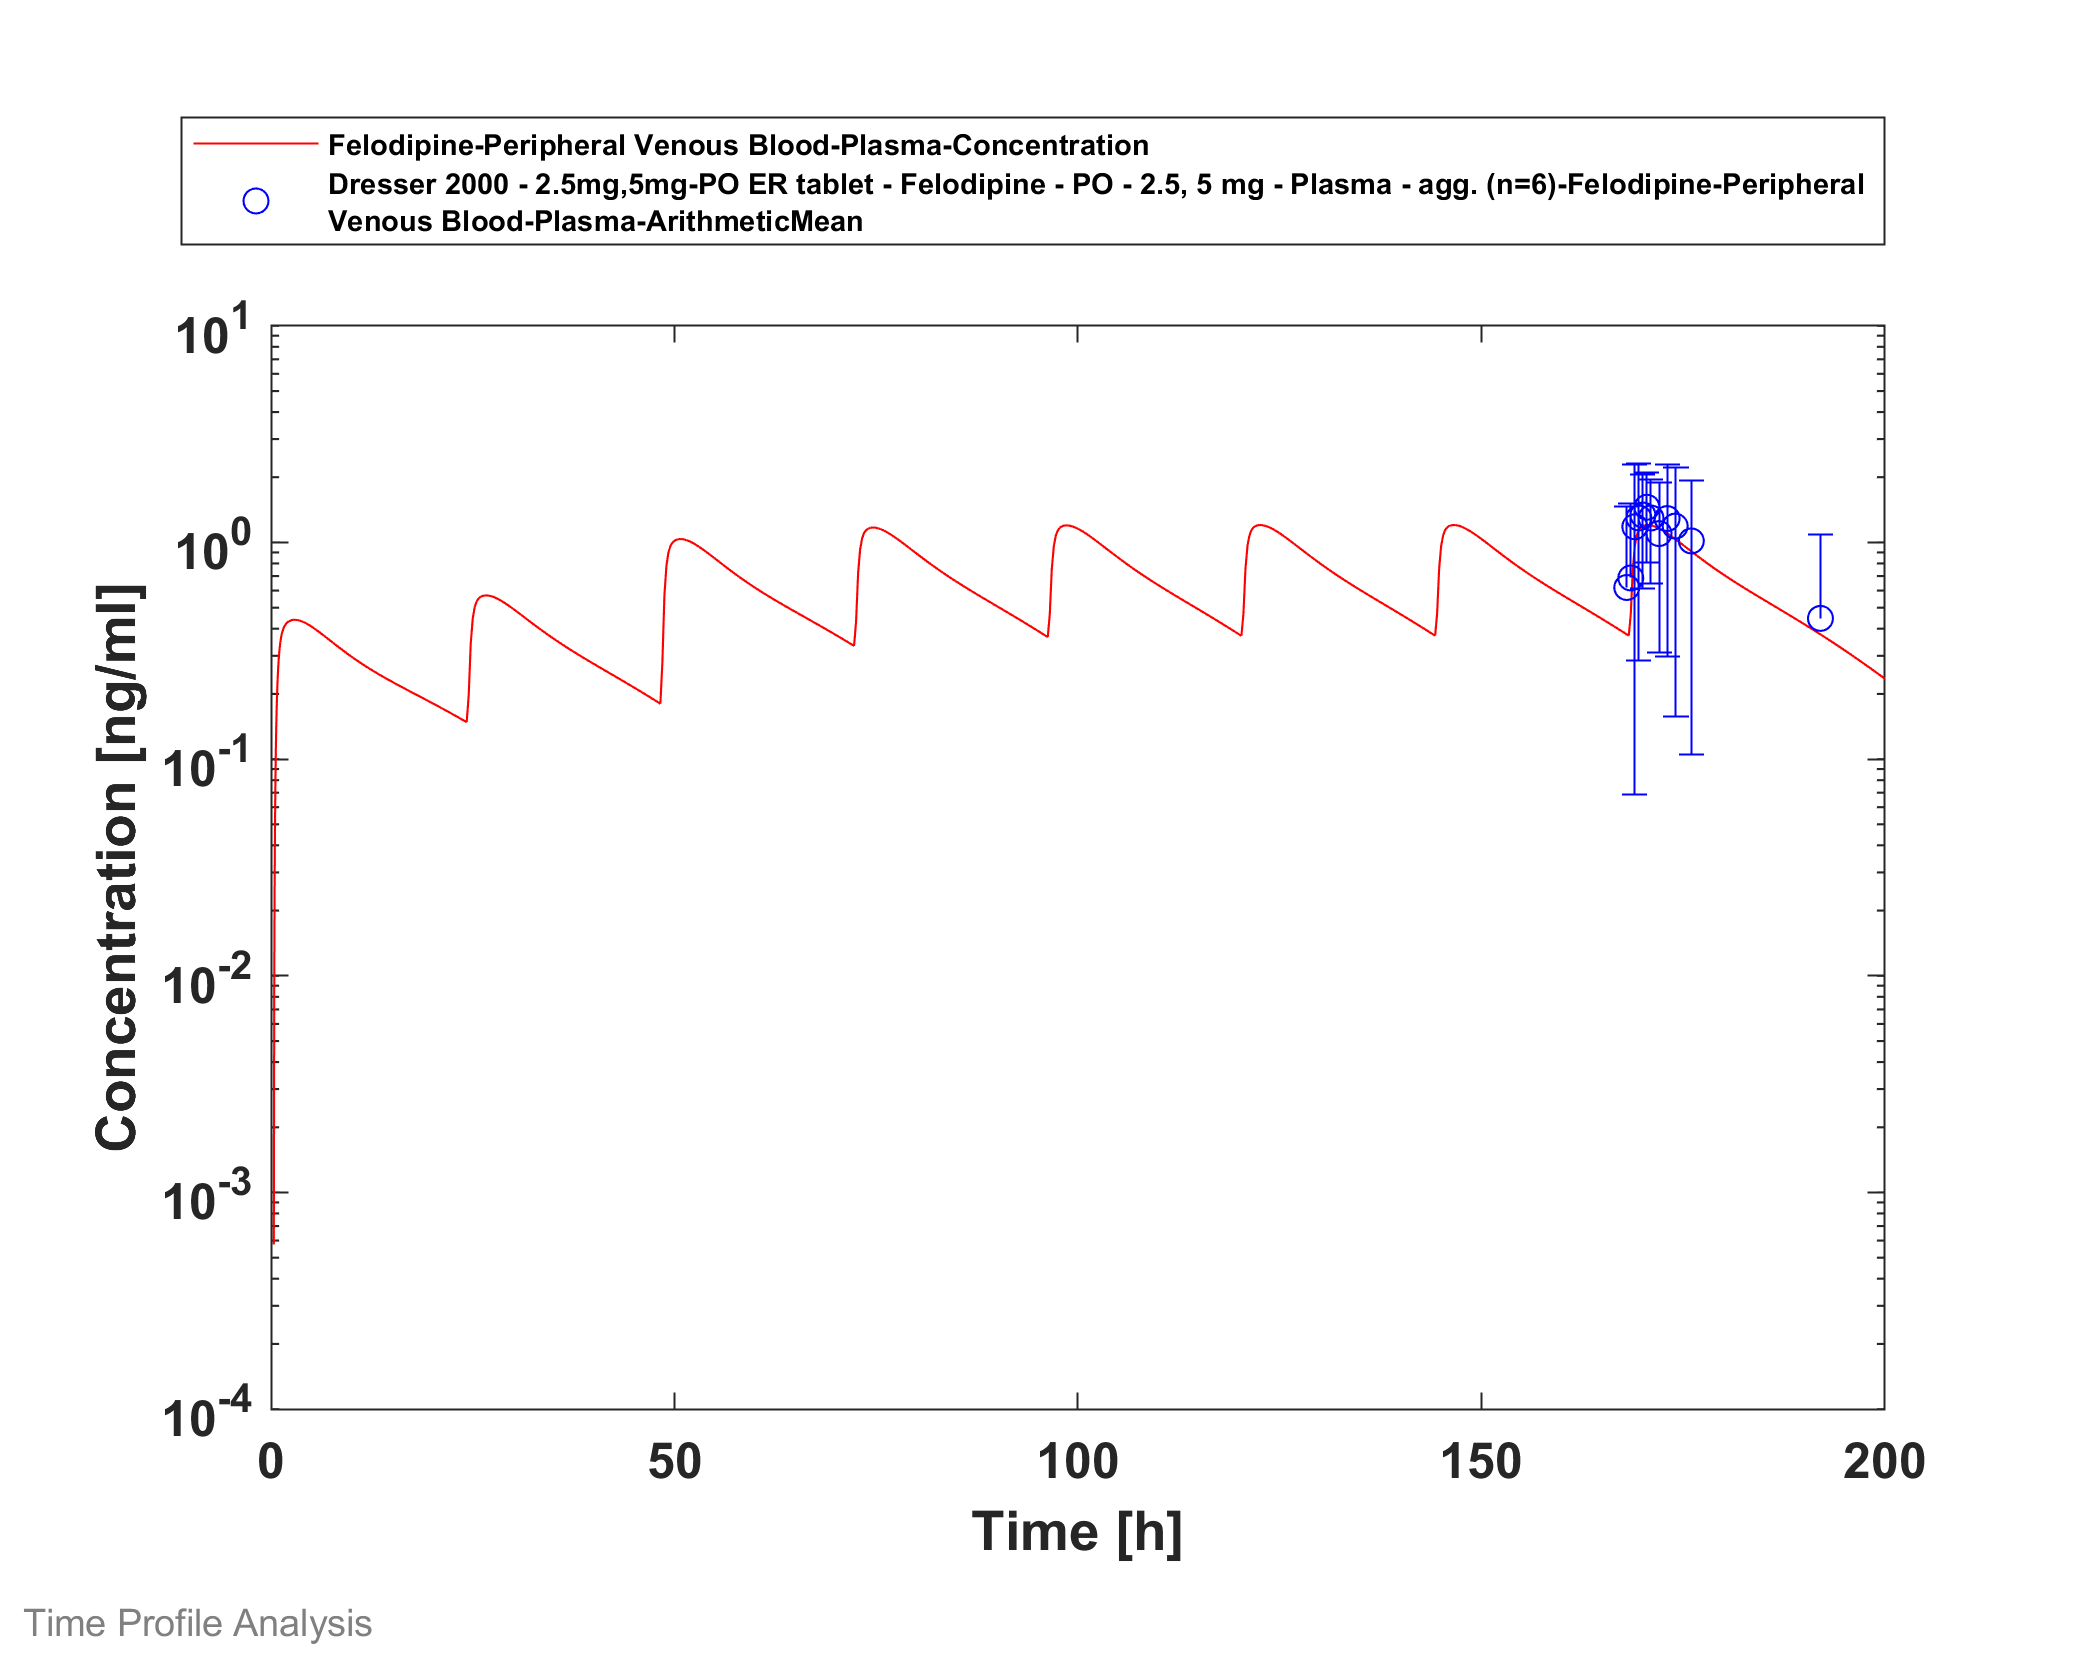 Felodipine-Peripheral Venous Blood-Plasma-Concentration
Dresser 2000 - 2.5mg,5mg-PO ER tablet - Felodipine - PO - 2.5, 5 mg - Plasma - agg. (n=6)-Felodipine-Peripheral
Venous Blood-Plasma-ArithmeticMean
10^1
10^0
10^-1
10^-2
10^-3
10^-4
Concentration [ng/ml]
0 50 100 150 200
Time [h]
Time Profile Analysis